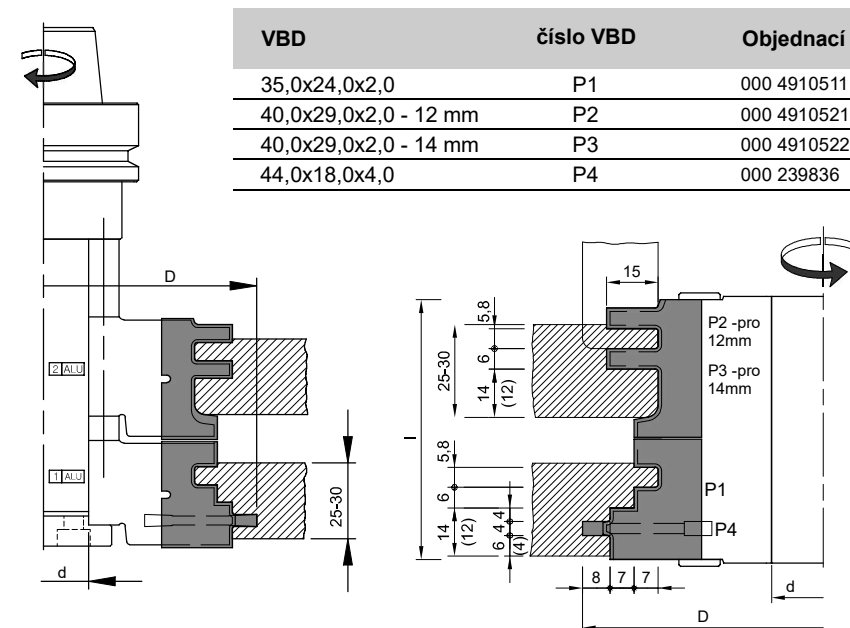 VBD číslo VBD Objednací
35,0x24,0x2,0 P1 000 4910511
40,0x29,0x2,0 - 12 mm P2 000 4910521
40,0x29,0x2,0 - 14 mm P3 000 4910522
44,0x18,0x4,0 P4 000 239836
D
2 ALU
1 ALU
25-30
d
15
5,8
6
14
(12)
25-30
l
P2 -pro
12mm
P3 -pro
14mm
5,8
6
14
(12)
4
4
6
(4)
P1
P4
8 7 7
d
D